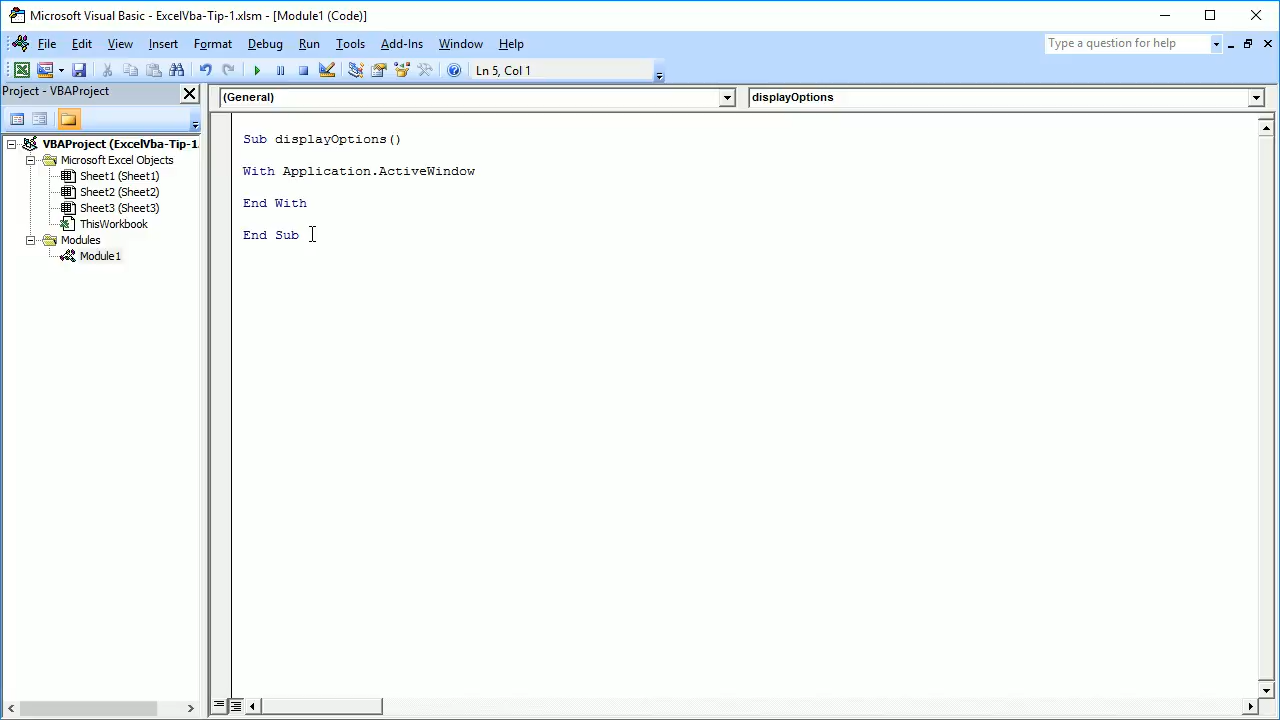 Microsoft Visual Basic - ExcelVba-Tip-1.xlsm - [Module1 (Code)]
File Edit View Insert Format Debug Run Tools Add-Ins Window Help
Type a question for help
Ln 5, Col 1
Project - VBAProject
(General)
displayOptions
VBAProject (ExcelVba-Tip-1.
Microsoft Excel Objects
Sheet1 (Sheet1)
Sheet2 (Sheet2)
Sheet3 (Sheet3)
ThisWorkbook
Modules
Module1
Sub displayOptions()
With Application.ActiveWindow
End With
End Sub